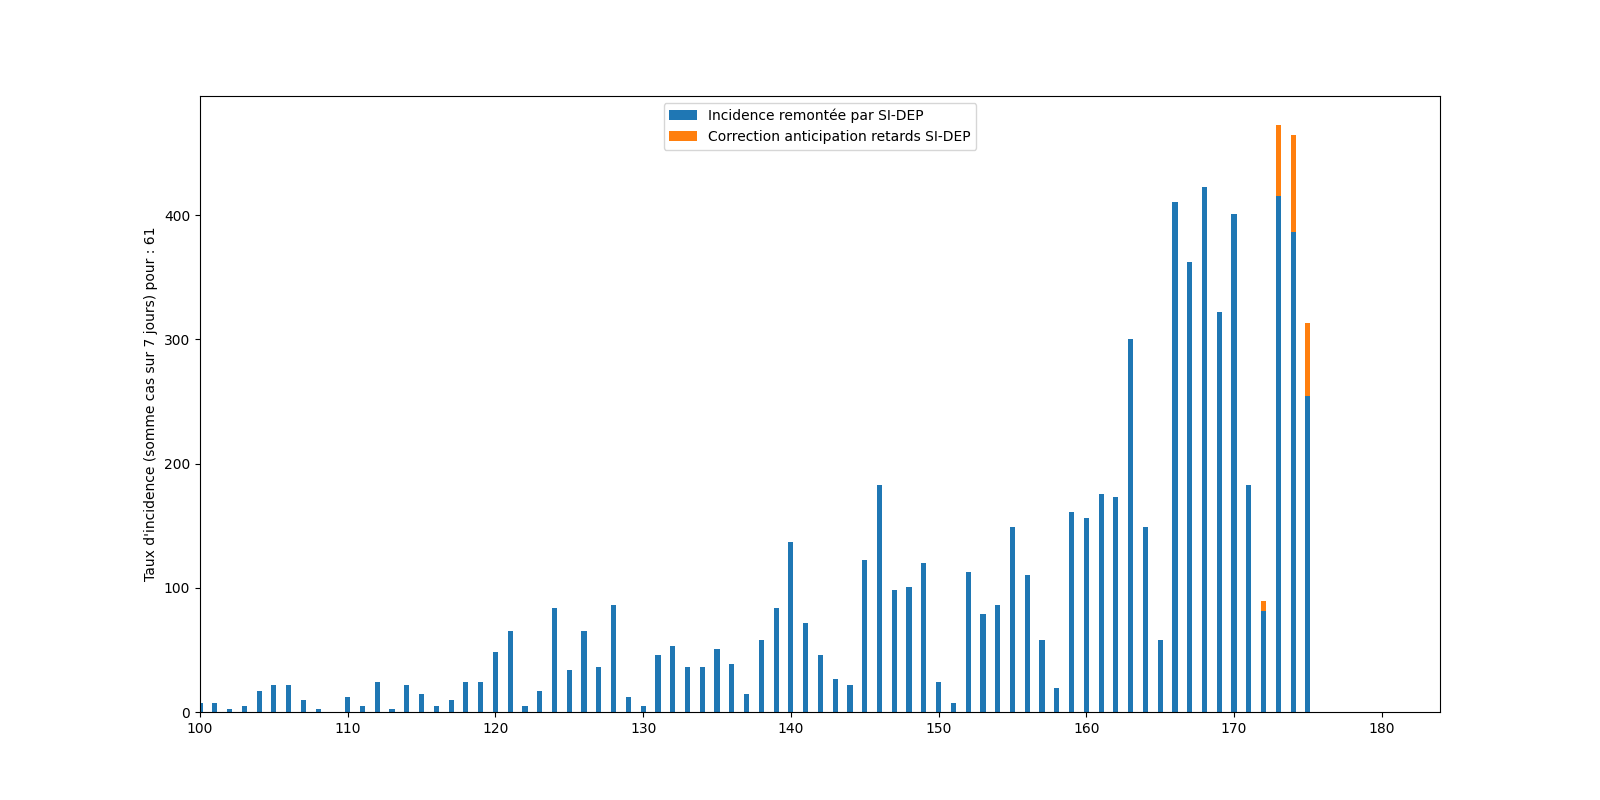 Incidence remontée par SI-DEP
Correction anticipation retards SI-DEP
Taux d'incidence (somme cas sur 7 jours) pour : 61
400
300
200
100
0
100 110 120 130 140 150 160 170 180